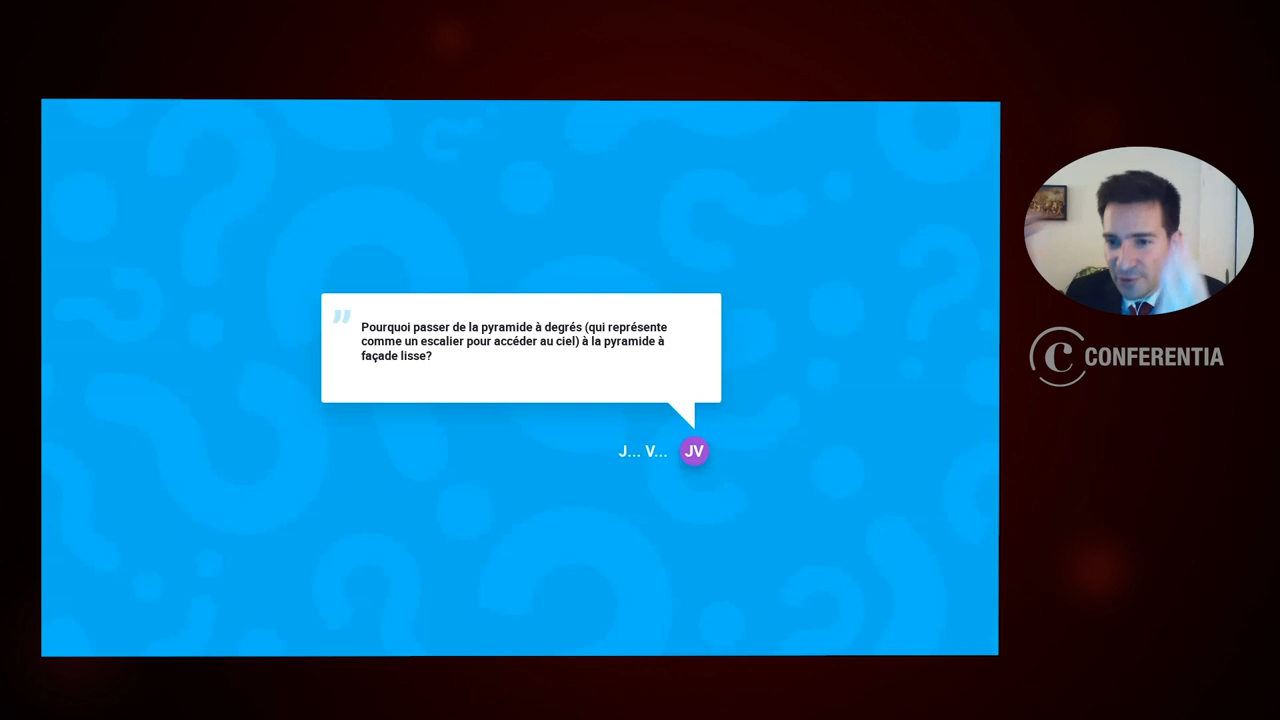 Pourquoi passer de la pyramide à degrés (qui représente
comme un escalier pour accéder au ciel) à la pyramide à
façade lisse?
J... V... JV
C CONFERENTIA